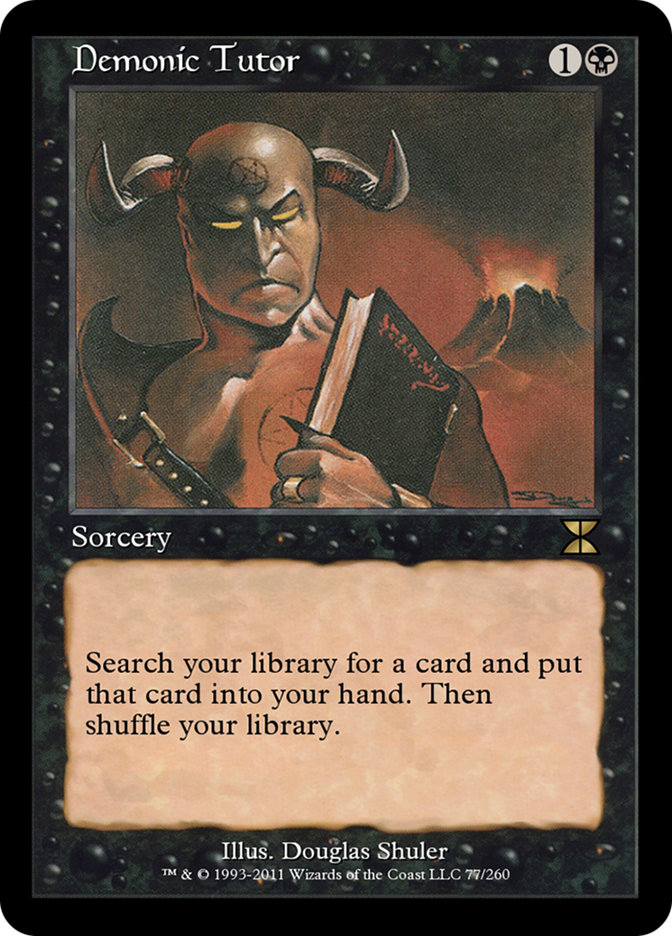 Demonic Tutor 1
Sorcery
Search your library for a card and put
that card into your hand. Then
shuffle your library.
Illus. Douglas Shuler
™ & © 1993-2011 Wizards of the Coast LLC 77/260